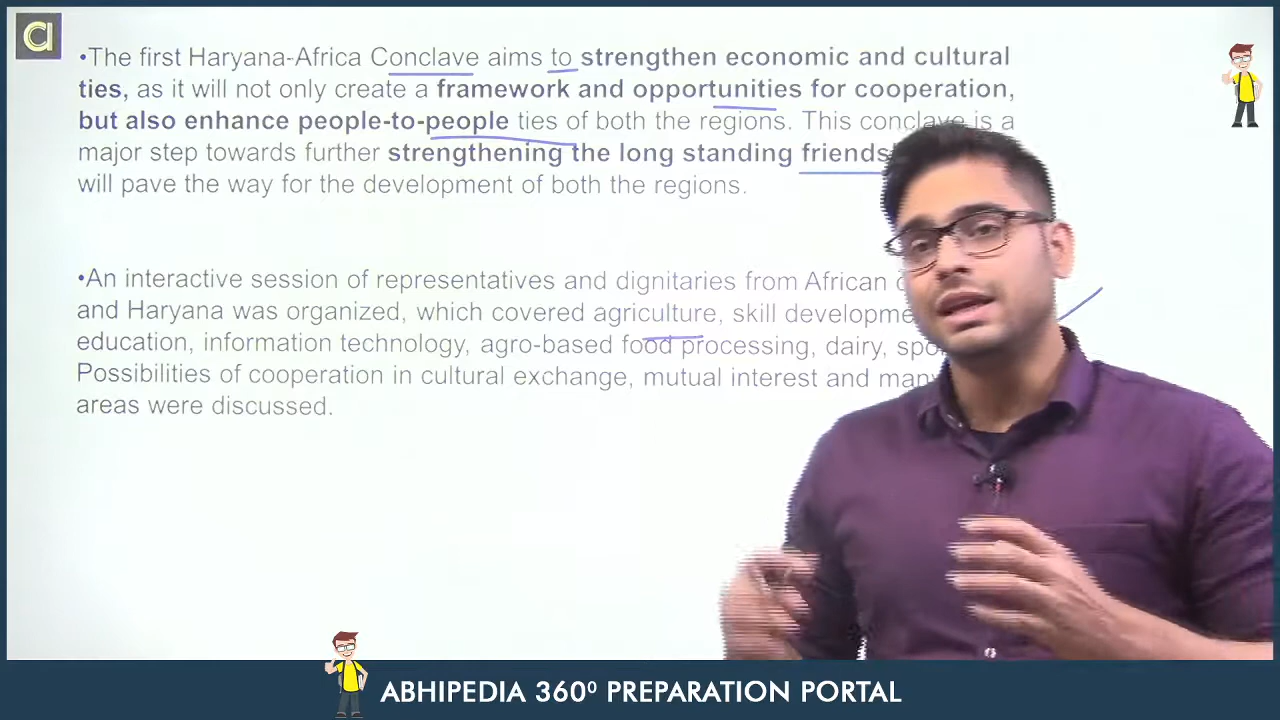 •The first Haryana-Africa Conclave aims to strengthen economic and cultural
ties, as it will not only create a framework and opportunities for cooperation,
but also enhance people-to-people ties of both the regions. This conclave is a
major step towards further strengthening the long standing
will pave the way for the development of both the regions.
•An interactive session of representatives and dignitaries from African
and Haryana was organized, which covered agriculture, skill
education, information technology, agro-based food processing, dairy,
Possibilities of cooperation in cultural exchange, mutual interest and
areas were discussed.
ABHIPEDIA 360⁰ PREPARATION PORTAL